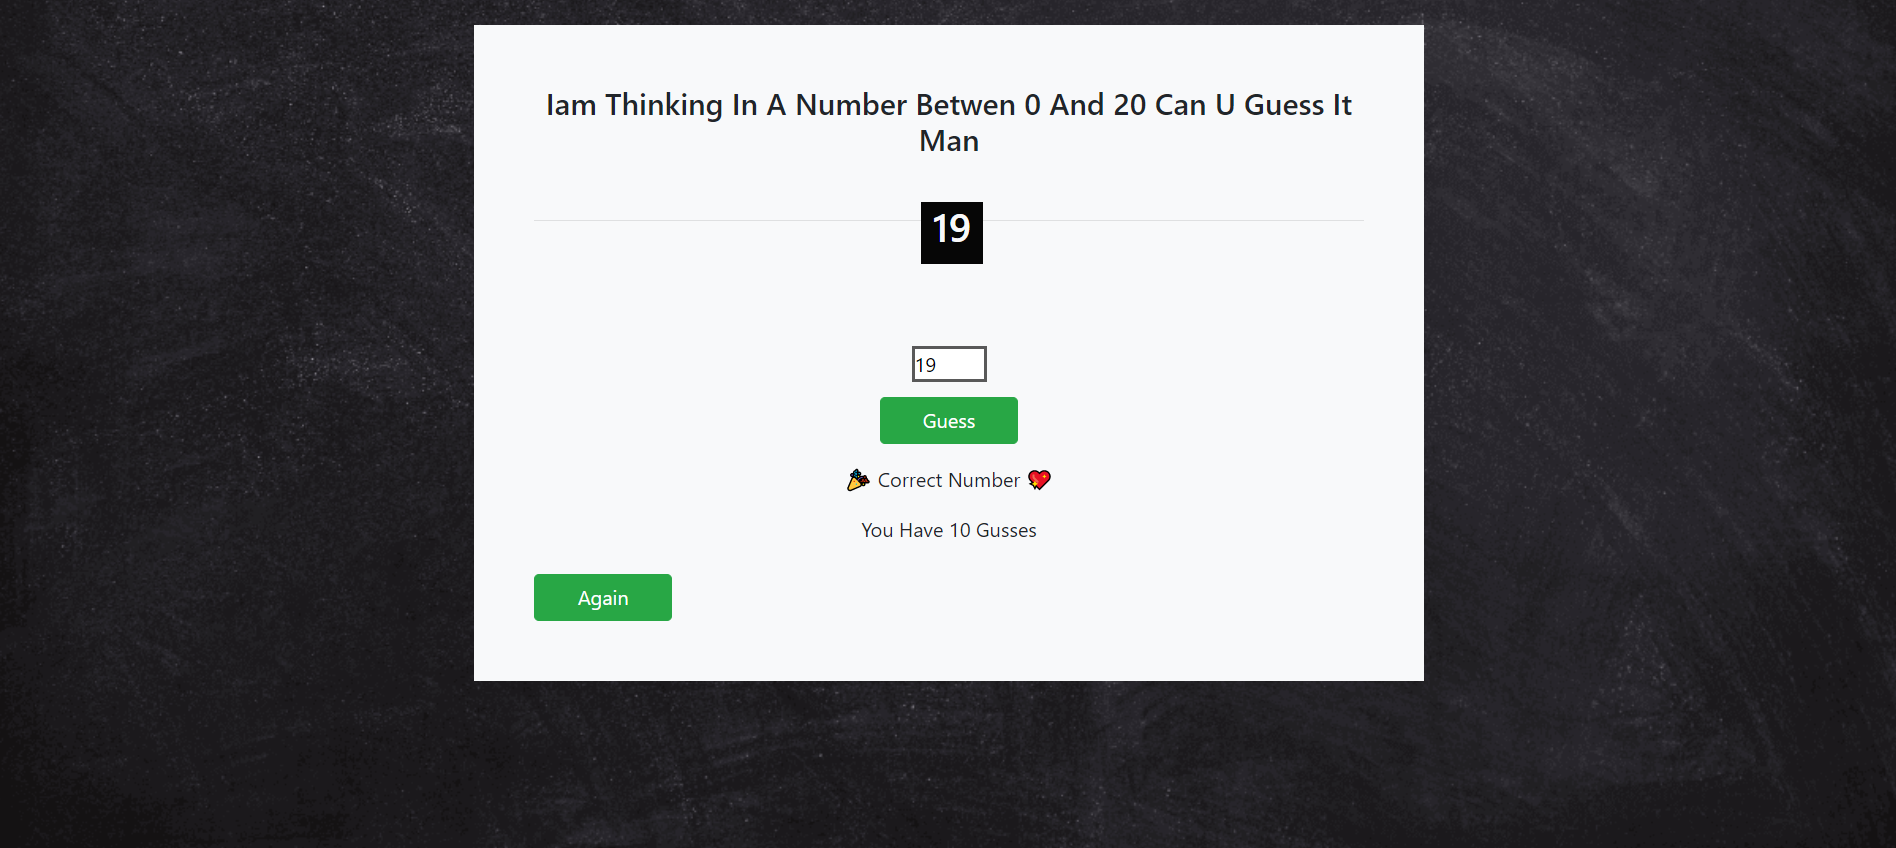 Iam Thinking In A Number Betwen 0 And 20 Can U Guess It
Man
19
19
Guess
🎉 Correct Number 💖
You Have 10 Gusses
Again